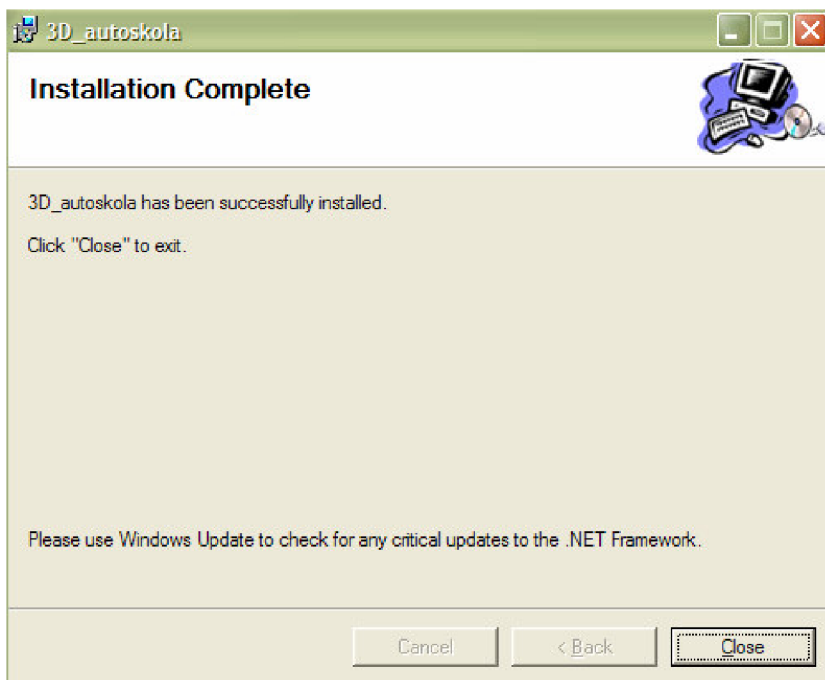 3D_autoskola
Installation Complete
3D_autoskola has been successfully installed.
Click "Close" to exit.
Please use Windows Update to check for any critical updates to the .NET Framework.
Cancel
< Back
Close